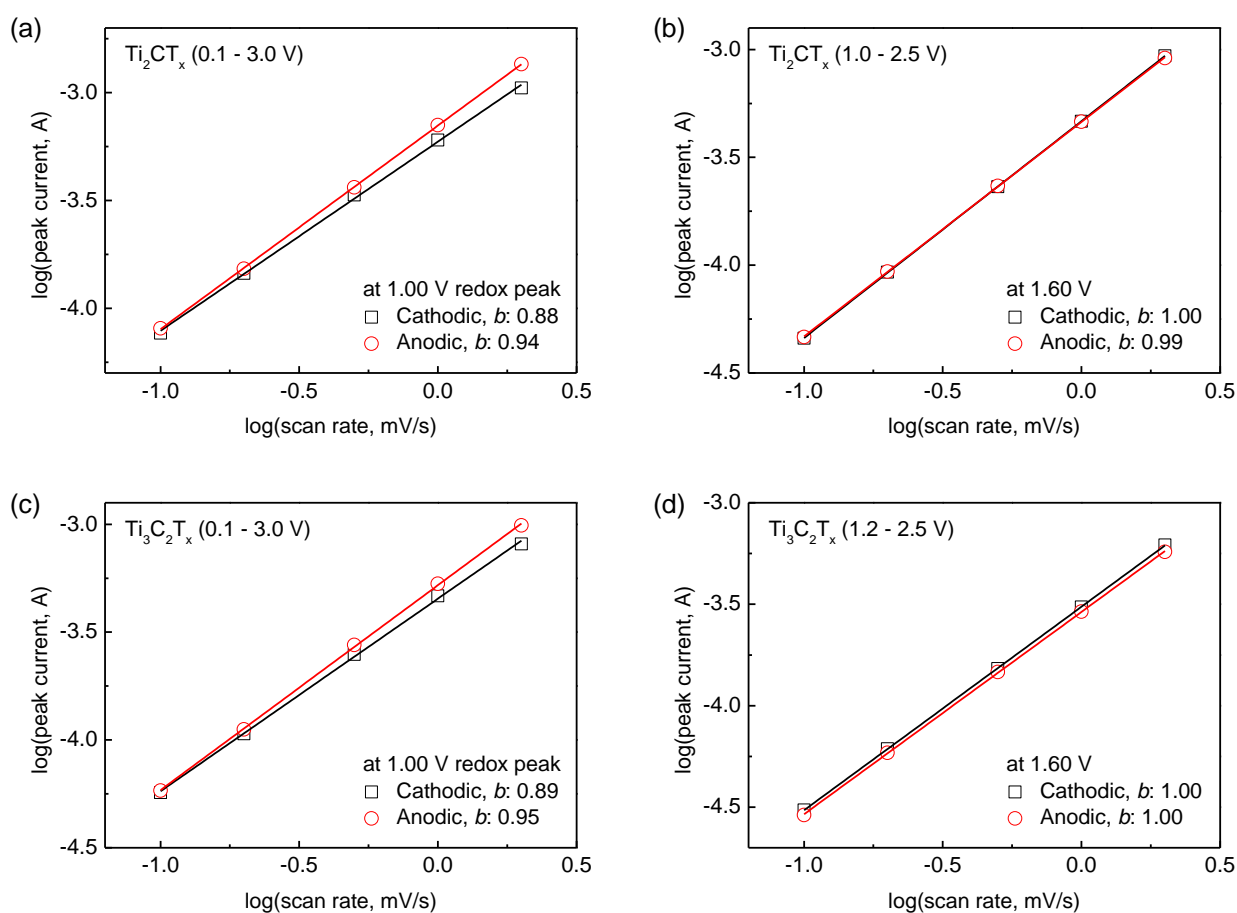 (a)
Ti₂CTₓ (0.1 - 3.0 V)
-3.0
-3.5
-4.0
log(peak current, A)
at 1.00 V redox peak
Cathodic, b: 0.88
Anodic, b: 0.94
-1.0 -0.5 0.0 0.5
log(scan rate, mV/s)
(b)
Ti₂CTₓ (1.0 - 2.5 V)
-3.0
-3.5
-4.0
-4.5
log(peak current, A)
at 1.60 V
Cathodic, b: 1.00
Anodic, b: 0.99
-1.0 -0.5 0.0 0.5
log(scan rate, mV/s)
(c)
Ti₃C₂Tₓ (0.1 - 3.0 V)
-3.0
-3.5
-4.0
-4.5
log(peak current, A)
at 1.00 V redox peak
Cathodic, b: 0.89
Anodic, b: 0.95
-1.0 -0.5 0.0 0.5
log(scan rate, mV/s)
(d)
Ti₃C₂Tₓ (1.2 - 2.5 V)
-3.0
-3.5
-4.0
-4.5
log(peak current, A)
at 1.60 V
Cathodic, b: 1.00
Anodic, b: 1.00
-1.0 -0.5 0.0 0.5
log(scan rate, mV/s)